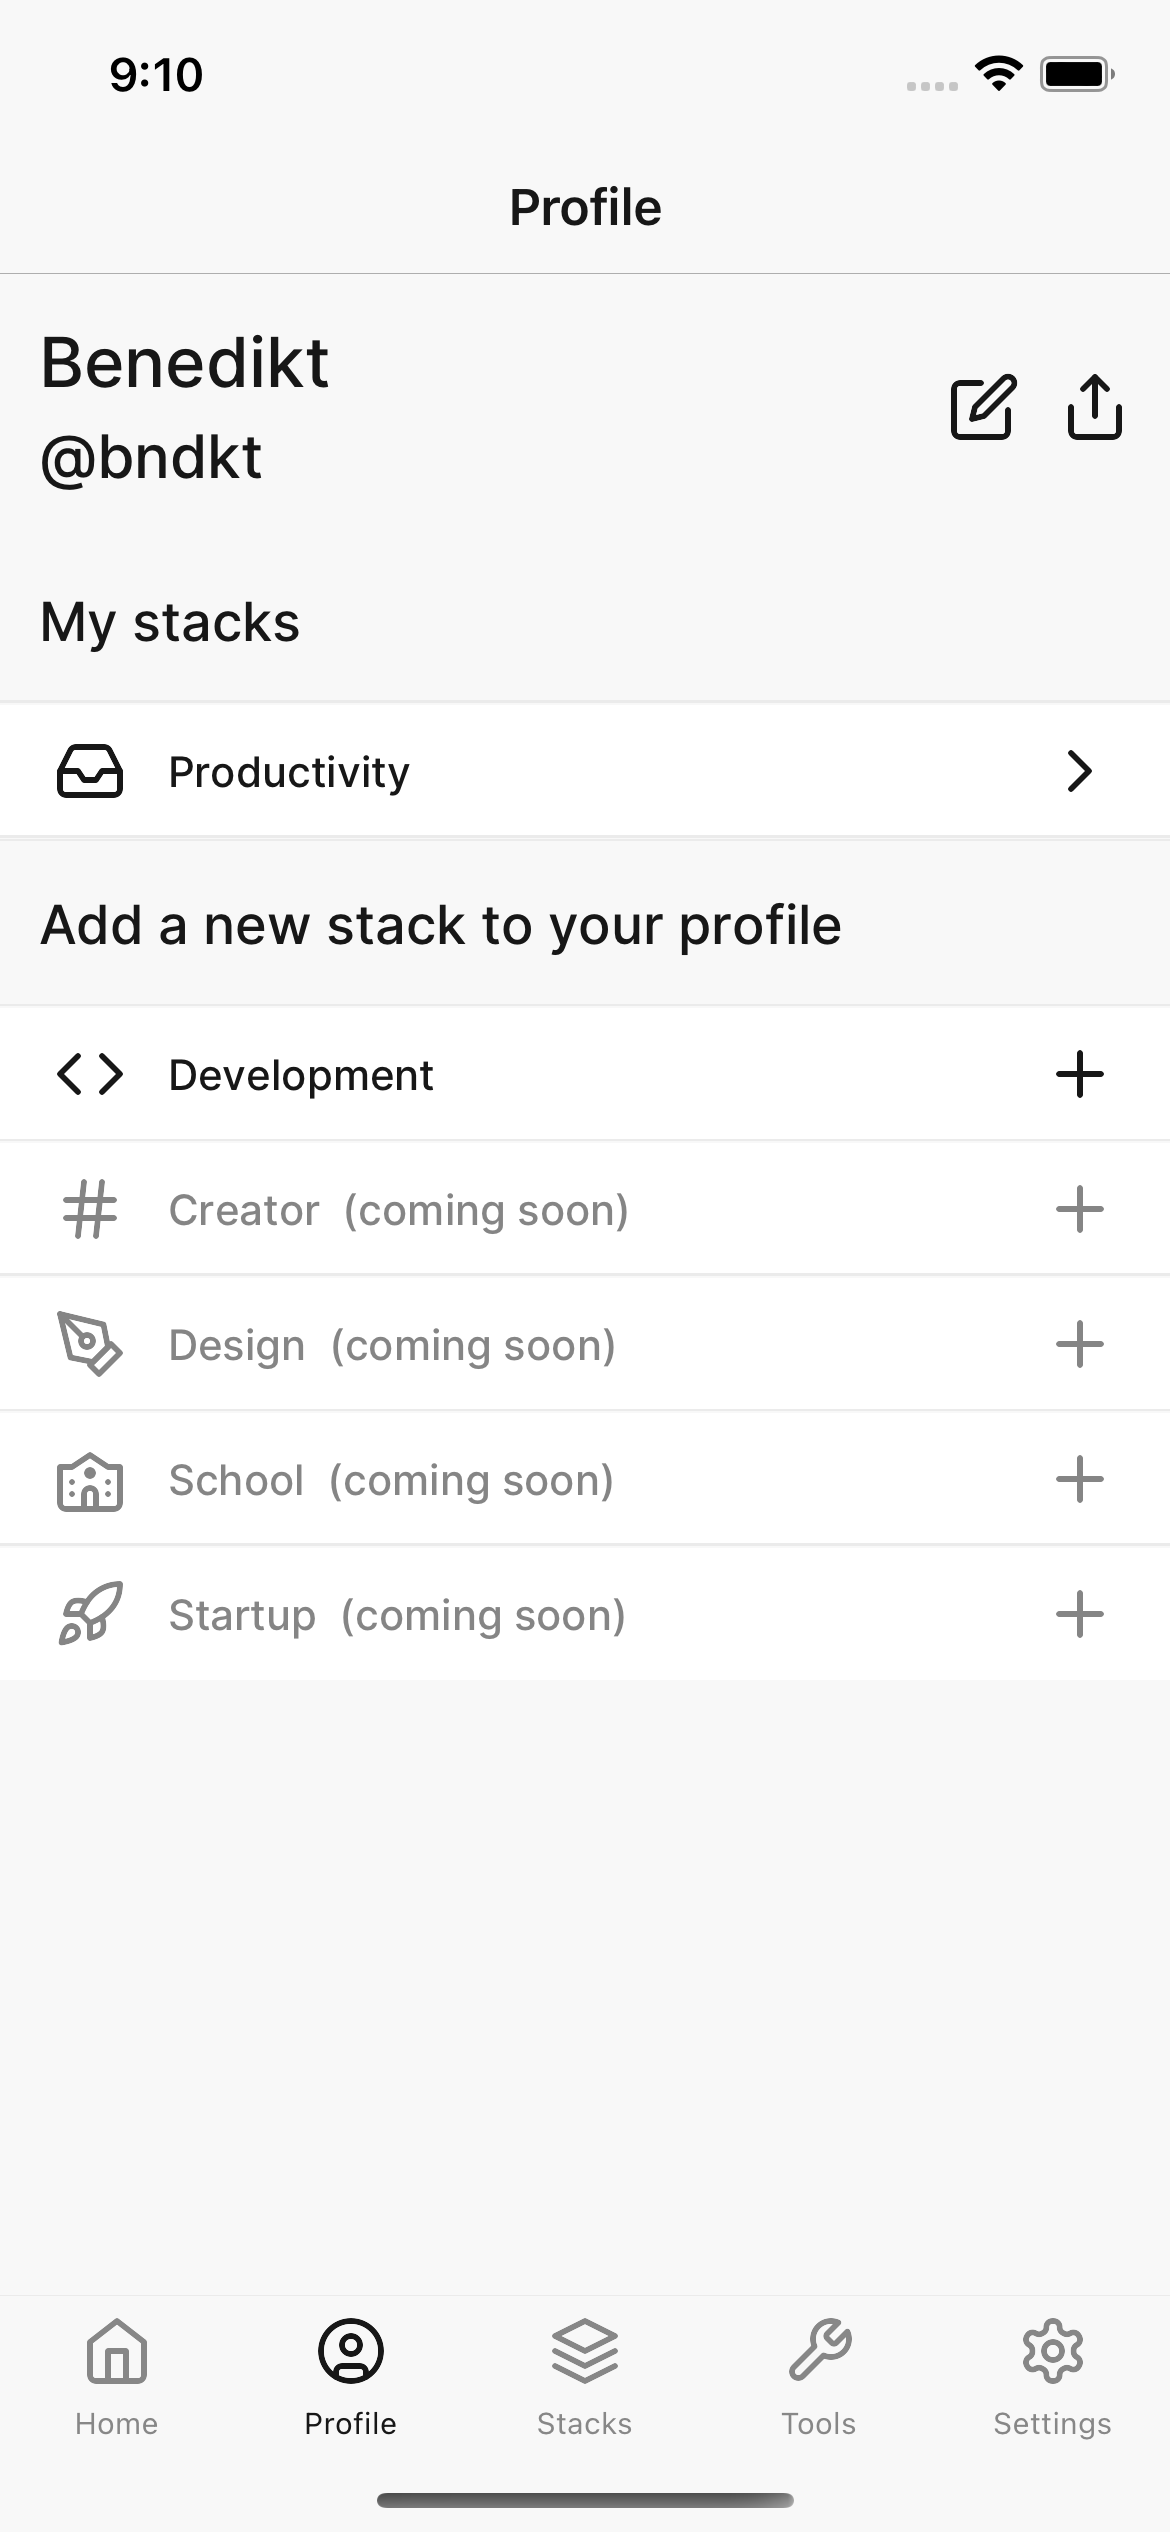 9:10
Profile
Benedikt
@bndkt
My stacks
Productivity
Add a new stack to your profile
Development
Creator (coming soon)
Design (coming soon)
School (coming soon)
Startup (coming soon)
Home Profile Stacks Tools Settings